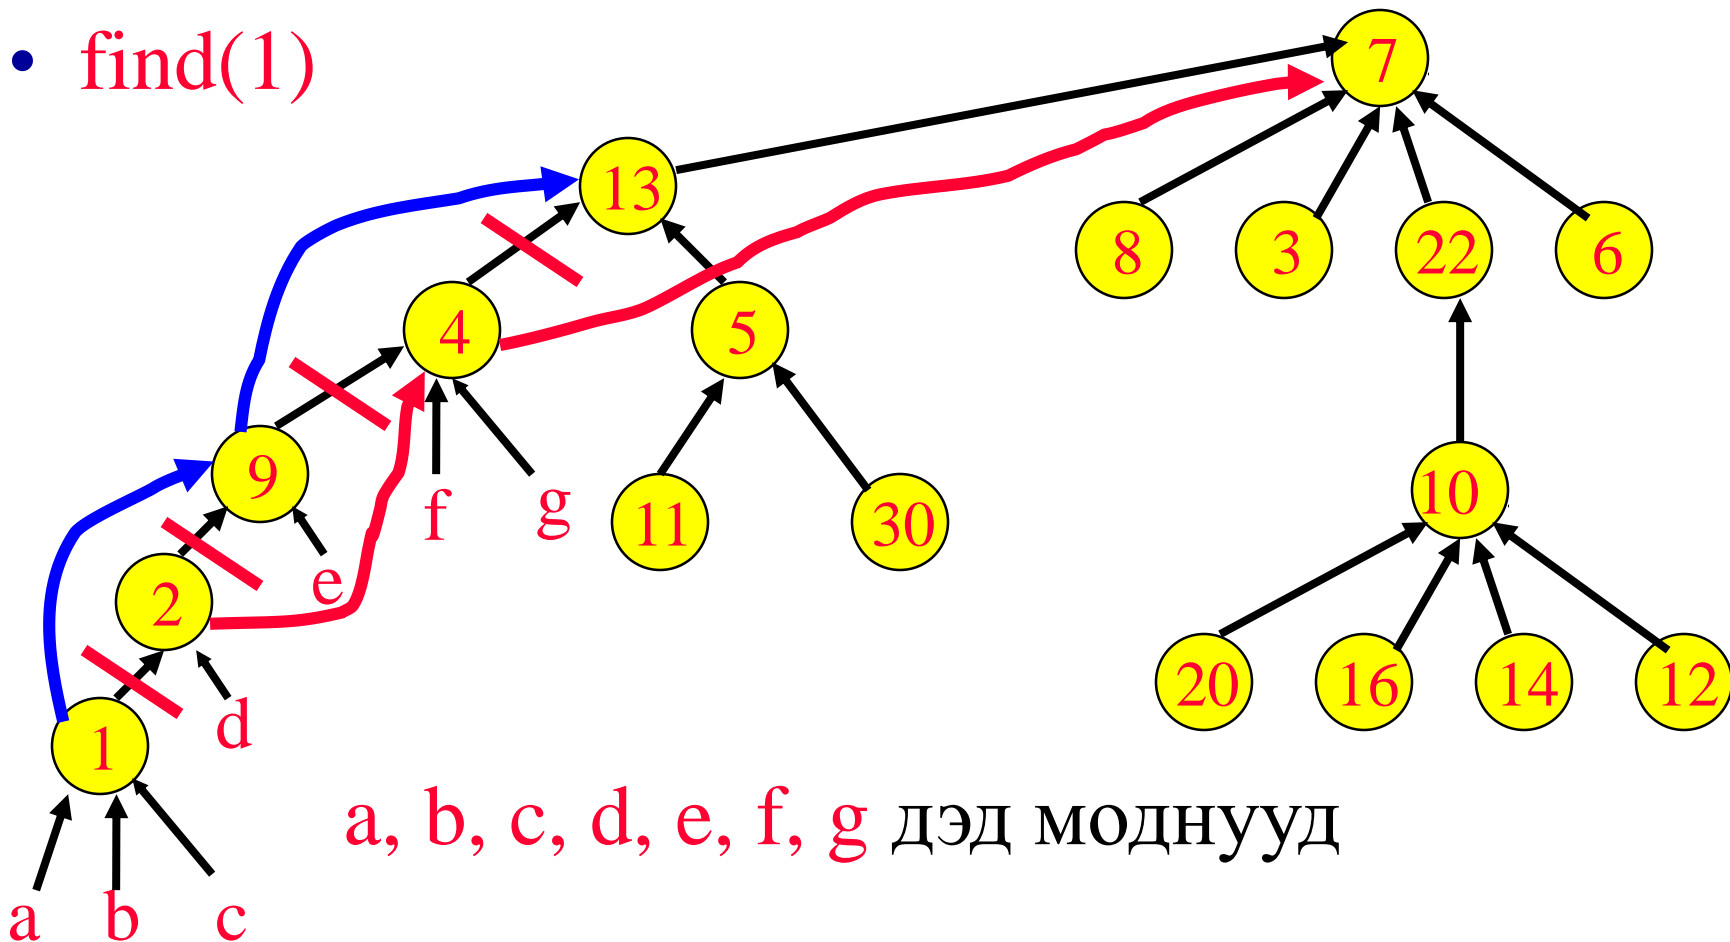 • find(1)
7
13
8 3 22 6
4 5
9 f g 11 30 10
2 e
1 d 20 16 14 12
a, b, c, d, e, f, g дэд моднууд
a b c